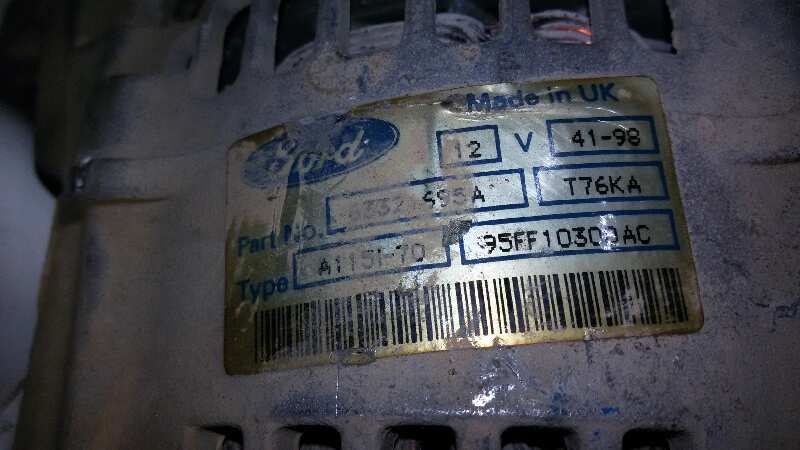 Made in UK
Ford 12 V 41-98
Part No. T76KA
Type A115I-70 95FF10300AC